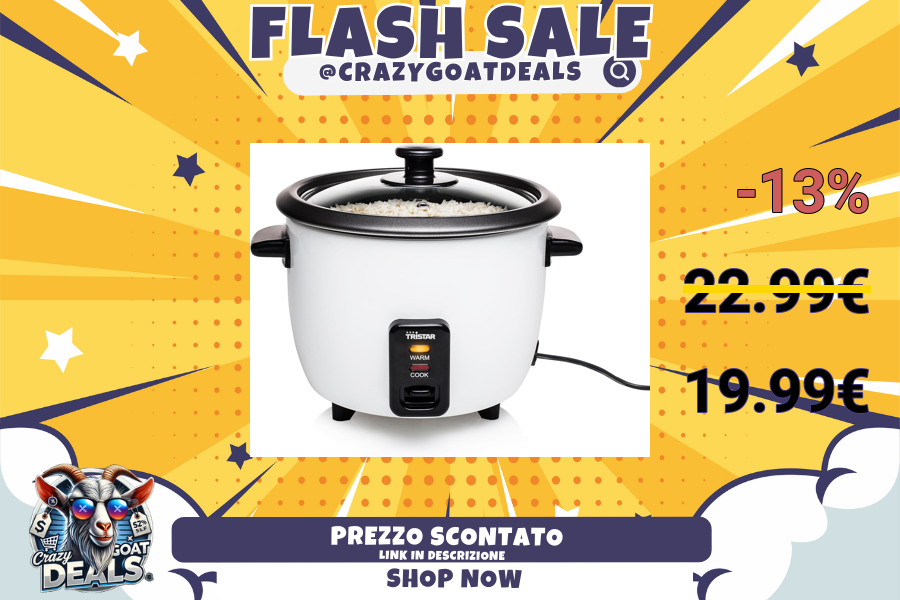 FLASH SALE
@CRAZYGOATDEALS
-13%
22.99€
19.99€
TRISTAR
WARM
COOK
$
52%
Crazy
GOAT
DEALS
PREZZO SCONTATO
LINK IN DESCRIZIONE
SHOP NOW